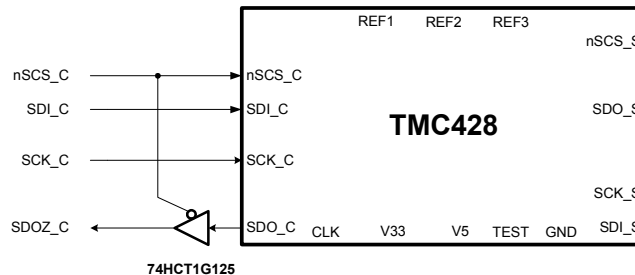 REF1 REF2 REF3
nSCS_S
nSCS_C nSCS_C
SDI_C SDI_C
TMC428
SDO_S
SCK_C SCK_C
SCK_S
SDOZ_C SDO_C CLK V33 V5 TEST GND SDI_S
74HCT1G125